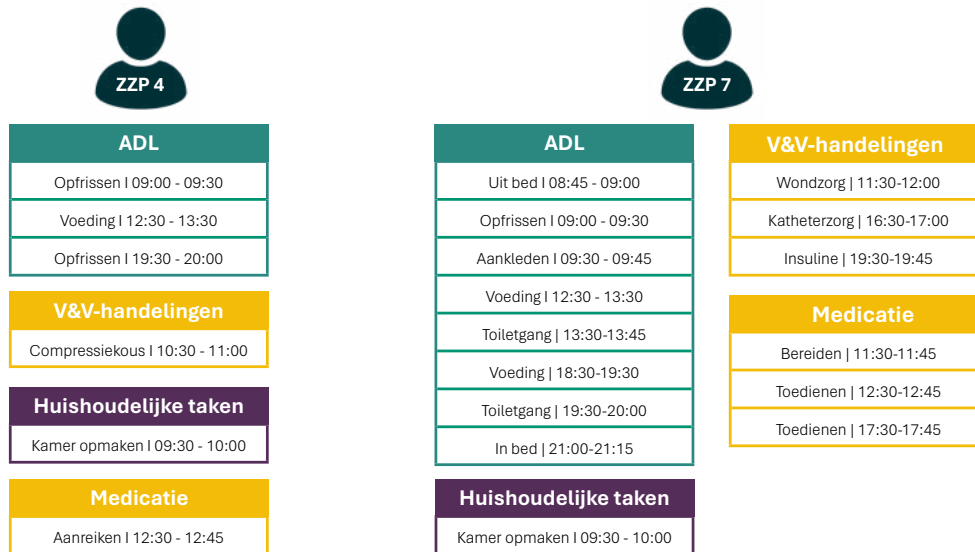 ZZP 4
ADL
Opfrissen I 09:00 - 09:30
Voeding I 12:30 - 13:30
Opfrissen I 19:30 - 20:00
V&V-handelingen
Compressiekous I 10:30 - 11:00
Huishoudelijke taken
Kamer opmaken I 09:30 - 10:00
Medicatie
Aanreiken I 12:30 - 12:45
ZZP 7
ADL
Uit bed I 08:45 - 09:00
Opfrissen I 09:00 - 09:30
Aankleden I 09:30 - 09:45
Voeding I 12:30 - 13:30
Toiletgang | 13:30-13:45
Voeding | 18:30-19:30
Toiletgang | 19:30-20:00
In bed | 21:00-21:15
Huishoudelijke taken
Kamer opmaken I 09:30 - 10:00
V&V-handelingen
Wondzorg | 11:30-12:00
Katheterzorg | 16:30-17:00
Insuline | 19:30-19:45
Medicatie
Bereiden | 11:30-11:45
Toedienen | 12:30-12:45
Toedienen | 17:30-17:45